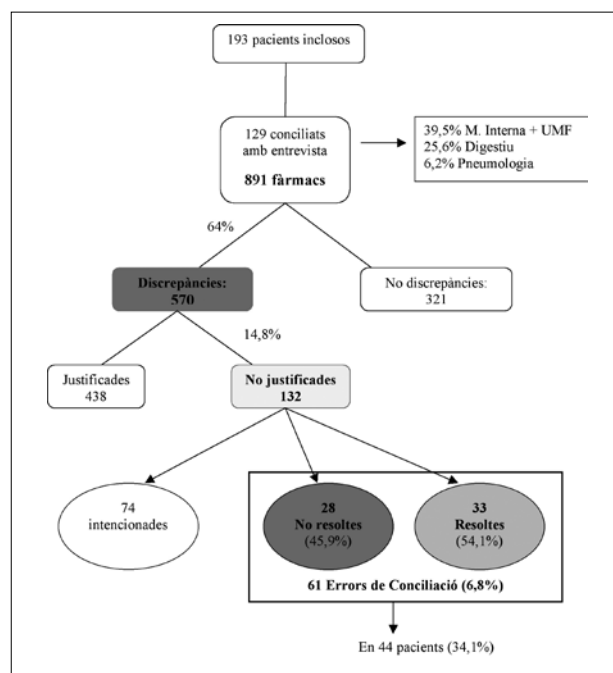 193 pacients inclosos
129 conciliats
amb entrevista
891 fàrmacs
39,5% M. Interna + UMF
25,6% Digestiu
6,2% Pneumologia
64%
Discrepàncies:
570
No discrepàncies:
321
14,8%
Justificades
438
No justificades
132
74
intencionades
28
No resoltes
(45,9%)
33
Resoltes
(54,1%)
61 Errors de Conciliació (6,8%)
En 44 pacients (34,1%)